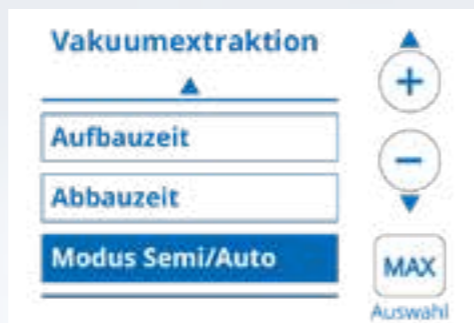 Vakuumextraktion
Aufbauzeit
Abbauzeit
Modus Semi/Auto
MAX
Auswahl